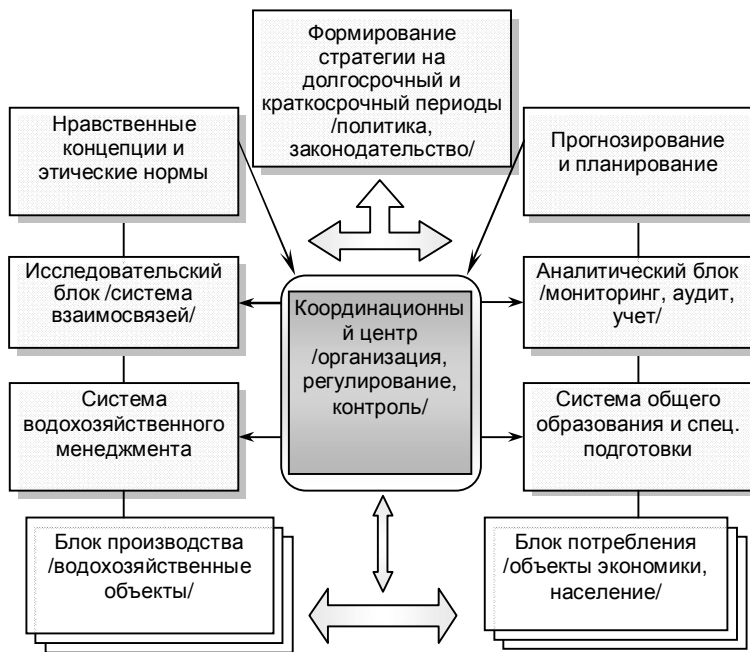 Формирование
стратегии на
долгосрочный и
краткосрочный периоды
/политика,
законодательство/
Нравственные
концепции и
этические нормы
Прогнозирование
и планирование
Исследовательский
блок /система
взаимосвязей/
Координационны
й центр
/организация,
регулирование,
контроль/
Аналитический блок
/мониторинг, аудит,
учет/
Система
водохозяйственного
менеджмента
Система общего
образования и спец.
подготовки
Блок производства
/водохозяйственные
объекты/
Блок потребления
/объекты экономики,
население/